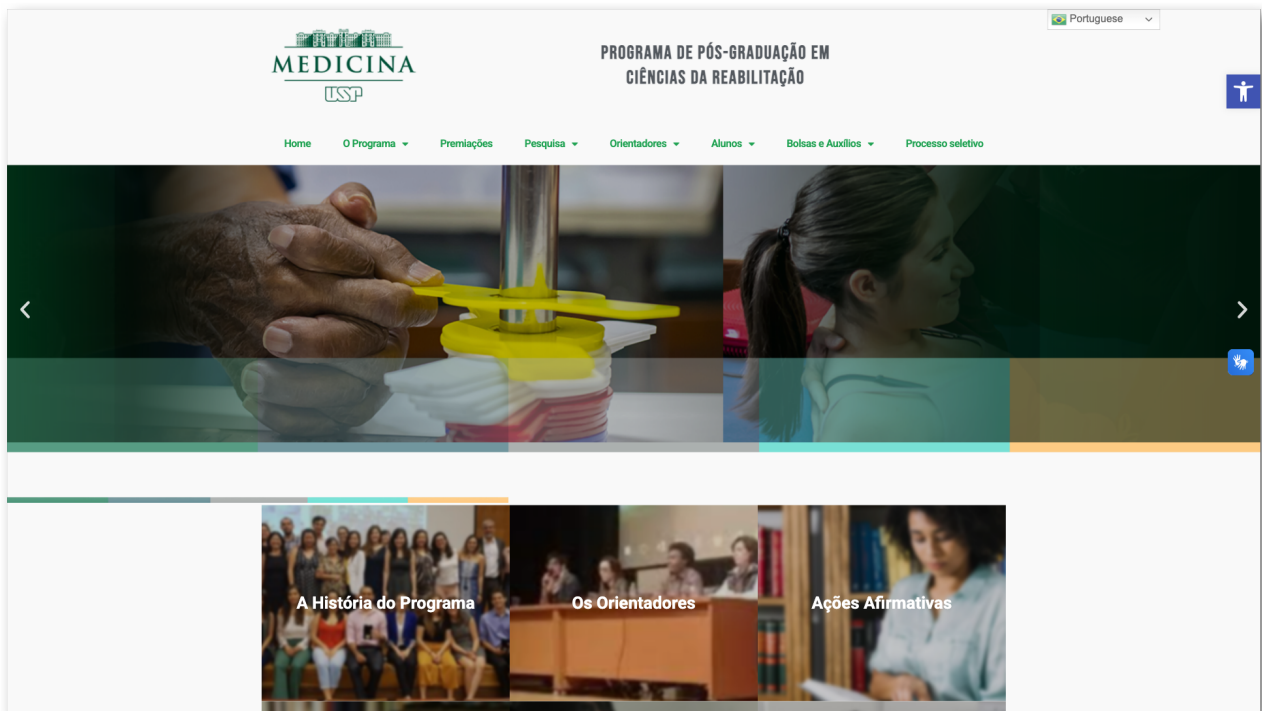 Portuguese
MEDICINA
USP
PROGRAMA DE PÓS-GRADUAÇÃO EM
CIÊNCIAS DA REABILITAÇÃO
Home O Programa Premiações Pesquisa Orientadores Alunos Bolsas e Auxílios Processo seletivo
A História do Programa Os Orientadores Ações Afirmativas